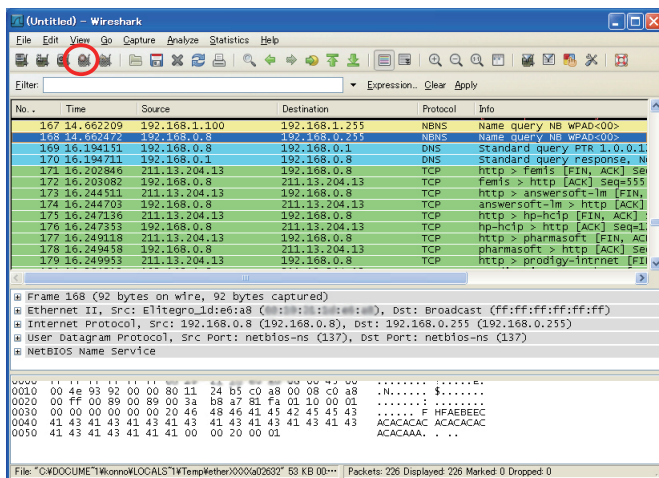 (Untitled) - Wireshark
File Edit View Go Capture Analyze Statistics Help
Filter: Expression... Clear Apply
No. . Time Source Destination Protocol Info
167 14.662209 192.168.1.100 192.168.1.255 NBNS Name query NB WPAD<00>
168 14.662472 192.168.0.8 192.168.0.255 NBNS Name query NB WPAD<00>
169 16.194151 192.168.0.8 192.168.0.1 DNS Standard query PTR 1.0.0.1
170 16.194711 192.168.0.1 192.168.0.8 DNS Standard query response, N
171 16.202846 211.13.204.13 192.168.0.8 TCP http > femis [FIN, ACK] Se
172 16.203082 192.168.0.8 211.13.204.13 TCP femis > http [ACK] Seq=555
173 16.244511 211.13.204.13 192.168.0.8 TCP http > answersoft-lm [FIN,
174 16.244703 192.168.0.8 211.13.204.13 TCP answersoft-lm > http [ACK]
175 16.247136 211.13.204.13 192.168.0.8 TCP http > hp-hcip [FIN, ACK]
176 16.247353 192.168.0.8 211.13.204.13 TCP hp-hcip > http [ACK] Seq=1
177 16.249118 211.13.204.13 192.168.0.8 TCP http > pharmasoft [FIN, AC
178 16.249458 192.168.0.8 211.13.204.13 TCP pharmasoft > http [ACK] Se
179 16.249953 211.13.204.13 192.168.0.8 TCP http > prodigy-intrnet [FI
Frame 168 (92 bytes on wire, 92 bytes captured)
Ethernet II, Src: Elitegro_1d:e6:a8 ( ), Dst: Broadcast (ff:ff:ff:ff:ff:ff)
Internet Protocol, Src: 192.168.0.8 (192.168.0.8), Dst: 192.168.0.255 (192.168.0.255)
User Datagram Protocol, Src Port: netbios-ns (137), Dst Port: netbios-ns (137)
NetBIOS Name Service
0010 00 4e 93 92 00 00 80 11 24 b5 c0 a8 00 08 c0 a8 .N...... $.......
0020 00 ff 00 89 00 89 00 3a b8 a7 81 fa 01 10 00 01 .......: ........
0030 00 00 00 00 00 00 20 46 48 46 41 45 42 45 45 43 ...... F HFAEBEEC
0040 41 43 41 43 41 43 41 43 41 43 41 43 41 43 41 43 ACACACAC ACACACAC
0050 41 43 41 43 41 41 41 00 00 20 00 01 ACACAAA. . ..
File: "C:¥DOCUME~1¥konno¥LOCALS~1¥Temp¥etherXXXXa02632" 53 KB 00:··· Packets: 226 Displayed: 226 Marked: 0 Dropped: 0